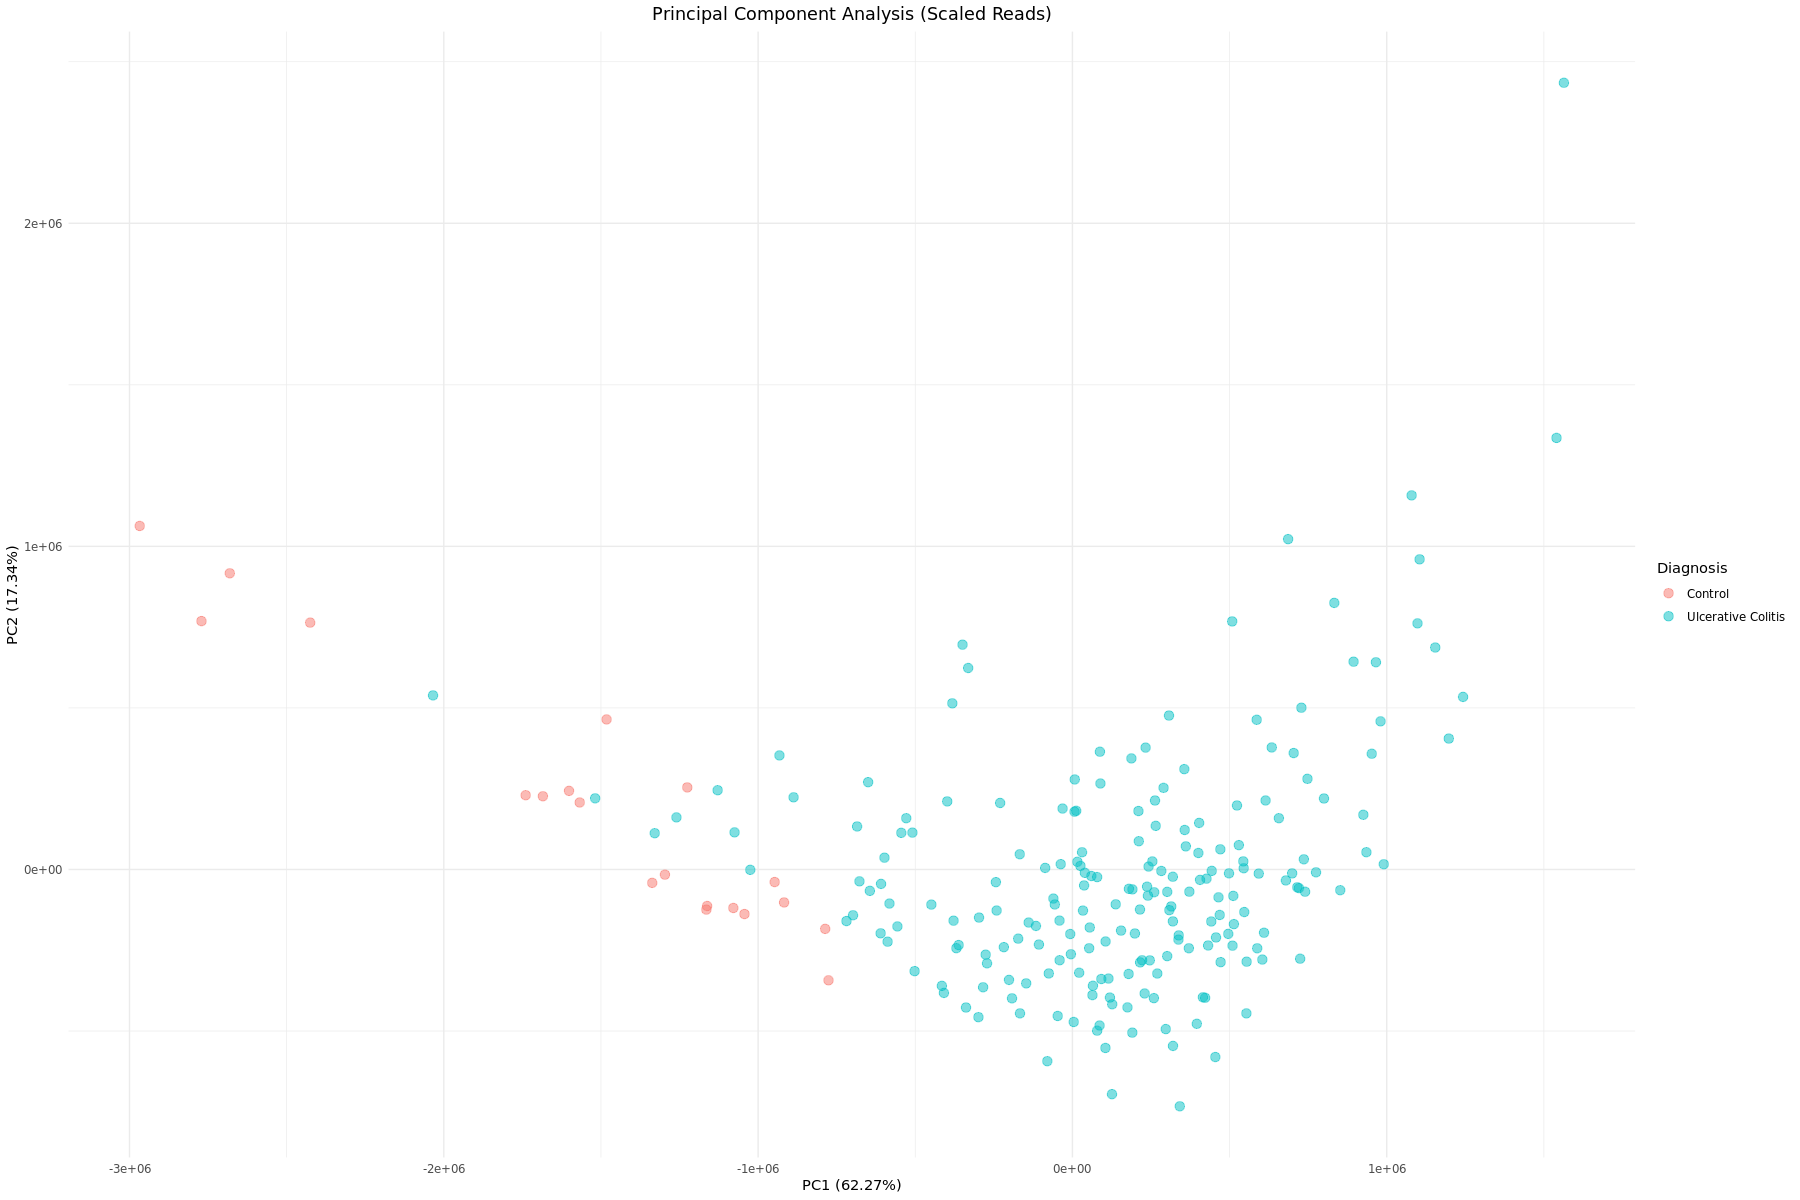 Principal Component Analysis (Scaled Reads)
2e+06
1e+06
0e+00
PC2 (17.34%)
-3e+06
-2e+06
-1e+06
0e+00
1e+06
PC1 (62.27%)
Diagnosis
Control
Ulcerative Colitis